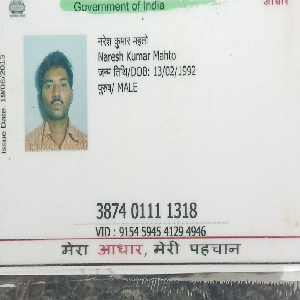 Government of India
आधार
Issue Date: 19/06/2013
नरेश कुमार महतो
Naresh Kumar Mahto
जन्म तिथि/DOB: 13/02/1992
पुरुष/ MALE
3874 0111 1318
VID : 9154 5945 4129 4946
मेरा आधार, मेरी पहचान